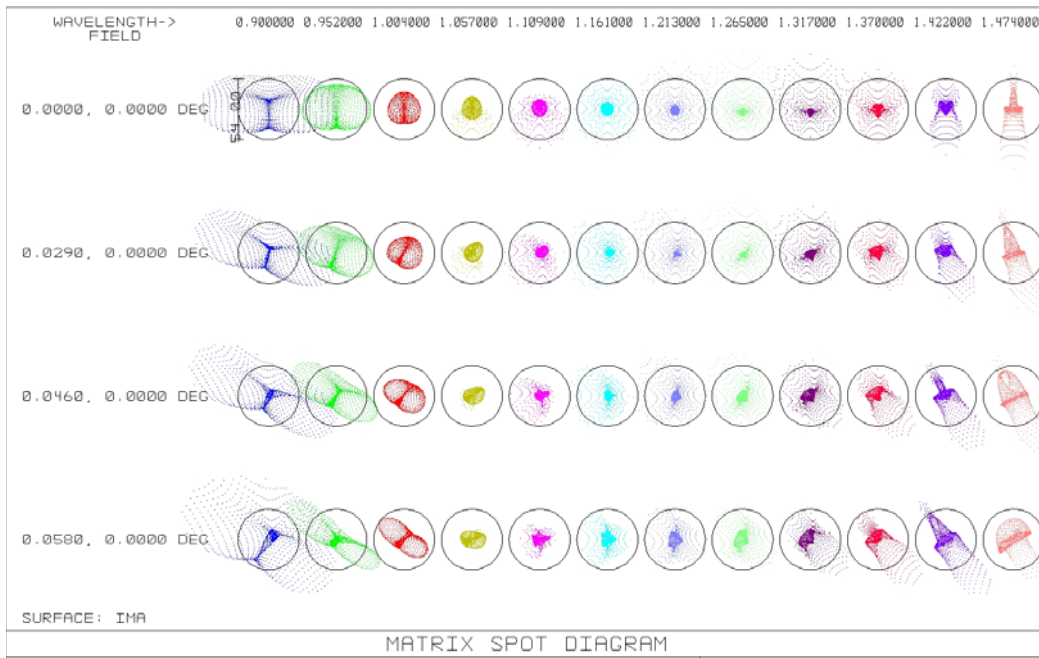 WAVELENGTH-> 0.900000 0.952000 1.004000 1.057000 1.109000 1.161000 1.213000 1.265000 1.317000 1.370000 1.422000 1.474000
FIELD
0.0000, 0.0000 DEG
0.0290, 0.0000 DEG
0.0460, 0.0000 DEG
0.0580, 0.0000 DEG
SURFACE: IMA
MATRIX SPOT DIAGRAM